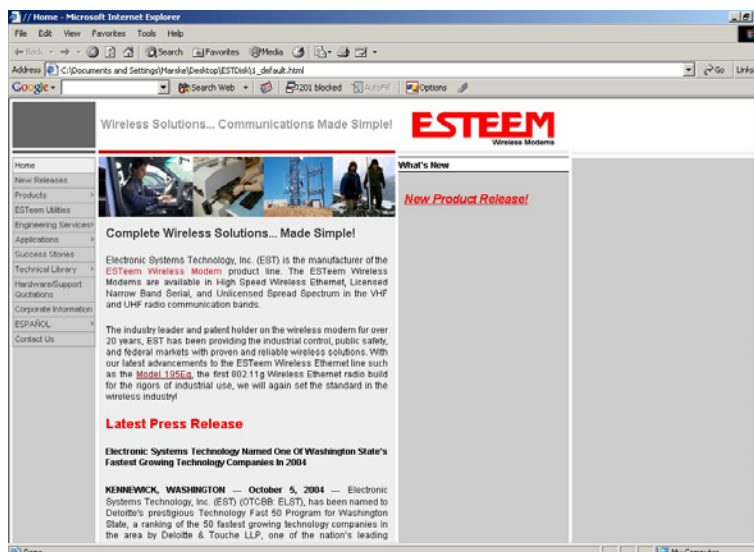 // Home - Microsoft Internet Explorer
File Edit View Favorites Tools Help
Back Search Favorites Media
Address C:\Documents and Settings\Marske\Desktop\ESTDisk\1_default.html Go Links
Google Search Web 201 blocked AutoFill Options
Wireless Solutions... Communications Made Simple!
ESTEEM
Wireless Modems
Home
New Releases
Products
ESTeem Utilities
Engineering Services
Applications
Success Stories
Technical Library
Hardware/Support
Quotations
Corporate Information
ESPAÑOL
Contact Us
Complete Wireless Solutions... Made Simple!
Electronic Systems Technology, Inc. (EST) is the manufacturer of the
ESTeem Wireless Modem product line. The ESTeem Wireless
Modems are available in High Speed Wireless Ethernet, Licensed
Narrow Band Serial, and Unlicensed Spread Spectrum in the VHF
and UHF radio communication bands.
The industry leader and patent holder on the wireless modem for over
20 years, EST has been providing the industrial control, public safety,
and federal markets with proven and reliable wireless solutions. With
our latest advancements to the ESTeem Wireless Ethernet line such
as the Model 195Eg, the first 802.11g Wireless Ethernet radio build
for the rigors of industrial use, we will again set the standard in the
wireless industry!
Latest Press Release
Electronic Systems Technology Named One Of Washington State's
Fastest Growing Technology Companies In 2004
KENNEWICK, WASHINGTON — October 5, 2004 — Electronic
Systems Technology, Inc. (EST) (OTCBB: ELST), has been named to
Deloitte's prestigious Technology Fast 50 Program for Washington
State, a ranking of the 50 fastest growing technology companies in
the area by Deloitte & Touche LLP, one of the nation's leading
What's New
New Product Release!
Done
My Computer